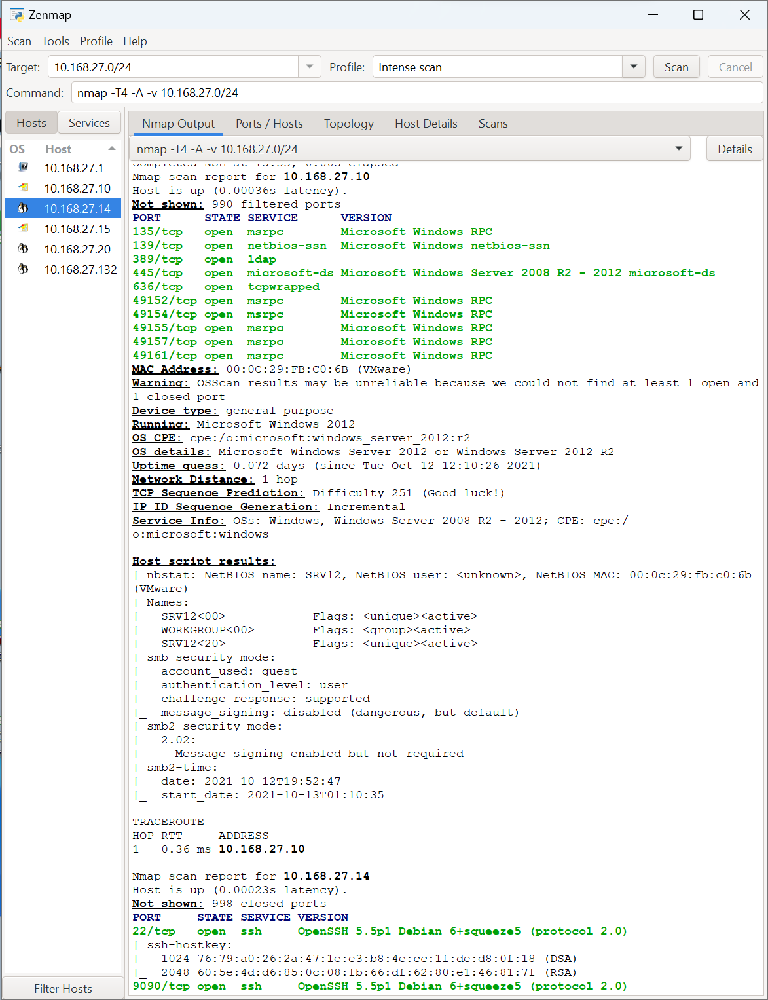 Zenmap
Scan Tools Profile Help
Target: 10.168.27.0/24 Profile: Intense scan Scan Cancel
Command: nmap -T4 -A -v 10.168.27.0/24
Hosts Services
OS Host
10.168.27.1
10.168.27.10
10.168.27.14
10.168.27.15
10.168.27.20
10.168.27.132
Filter Hosts
Nmap Output Ports / Hosts Topology Host Details Scans
nmap -T4 -A -v 10.168.27.0/24 Details
Nmap scan report for 10.168.27.10
Host is up (0.00036s latency).
Not shown: 990 filtered ports
PORT STATE SERVICE VERSION
135/tcp open msrpc Microsoft Windows RPC
139/tcp open netbios-ssn Microsoft Windows netbios-ssn
389/tcp open ldap
445/tcp open microsoft-ds Microsoft Windows Server 2008 R2 - 2012 microsoft-ds
636/tcp open tcpwrapped
49152/tcp open msrpc Microsoft Windows RPC
49154/tcp open msrpc Microsoft Windows RPC
49155/tcp open msrpc Microsoft Windows RPC
49157/tcp open msrpc Microsoft Windows RPC
49161/tcp open msrpc Microsoft Windows RPC
MAC Address: 00:0C:29:FB:C0:6B (VMware)
Warning: OSScan results may be unreliable because we could not find at least 1 open and
1 closed port
Device type: general purpose
Running: Microsoft Windows 2012
OS CPE: cpe:/o:microsoft:windows_server_2012:r2
OS details: Microsoft Windows Server 2012 or Windows Server 2012 R2
Uptime guess: 0.072 days (since Tue Oct 12 12:10:26 2021)
Network Distance: 1 hop
TCP Sequence Prediction: Difficulty=251 (Good luck!)
IP ID Sequence Generation: Incremental
Service Info: OSs: Windows, Windows Server 2008 R2 - 2012; CPE: cpe:/
o:microsoft:windows
Host script results:
| nbstat: NetBIOS name: SRV12, NetBIOS user: <unknown>, NetBIOS MAC: 00:0c:29:fb:c0:6b
(VMware)
| Names:
| SRV12<00> Flags: <unique><active>
| WORKGROUP<00> Flags: <group><active>
|_ SRV12<20> Flags: <unique><active>
| smb-security-mode:
| account_used: guest
| authentication_level: user
| challenge_response: supported
|_ message_signing: disabled (dangerous, but default)
| smb2-security-mode:
| 2.02:
|_ Message signing enabled but not required
| smb2-time:
| date: 2021-10-12T19:52:47
|_ start_date: 2021-10-13T01:10:35
TRACEROUTE
HOP RTT ADDRESS
1 0.36 ms 10.168.27.10
Nmap scan report for 10.168.27.14
Host is up (0.00023s latency).
Not shown: 998 closed ports
PORT STATE SERVICE VERSION
22/tcp open ssh OpenSSH 5.5p1 Debian 6+squeeze5 (protocol 2.0)
| ssh-hostkey:
| 1024 76:79:a0:26:2a:47:1e:e3:b8:4e:cc:1f:de:d8:0f:18 (DSA)
|_ 2048 60:5e:4d:d6:85:0c:08:fb:66:df:62:80:e1:46:81:7f (RSA)
9090/tcp open ssh OpenSSH 5.5p1 Debian 6+squeeze5 (protocol 2.0)